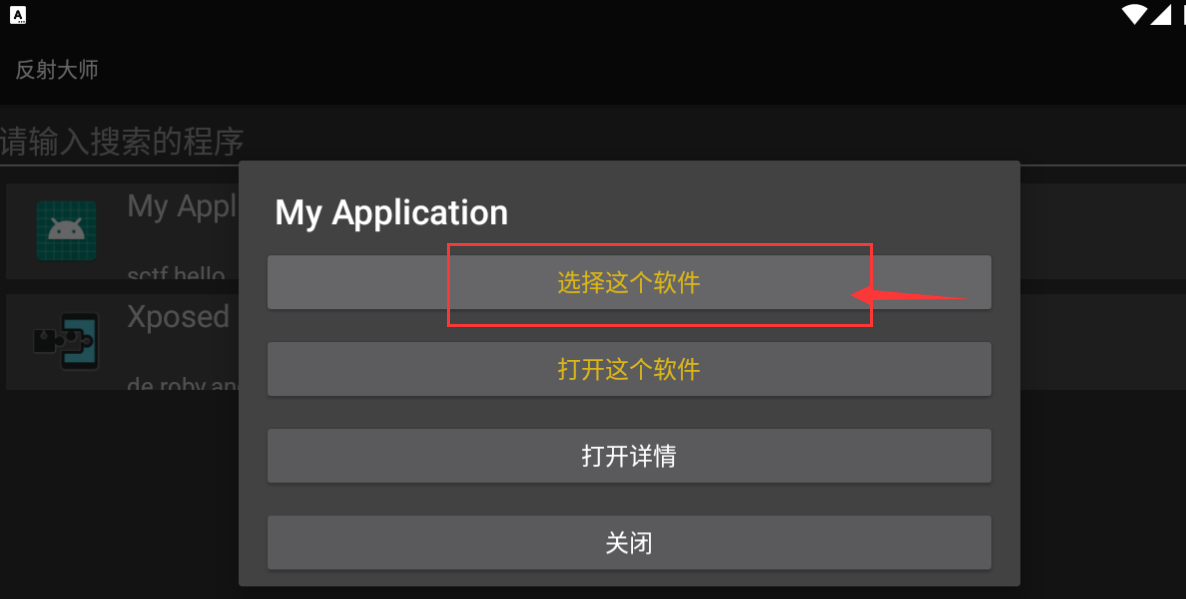 A
反射大师
请输入搜索的程序
My Appl
sctf.hello
Xposed
de.roby.an
My Application
选择这个软件
打开这个软件
打开详情
关闭